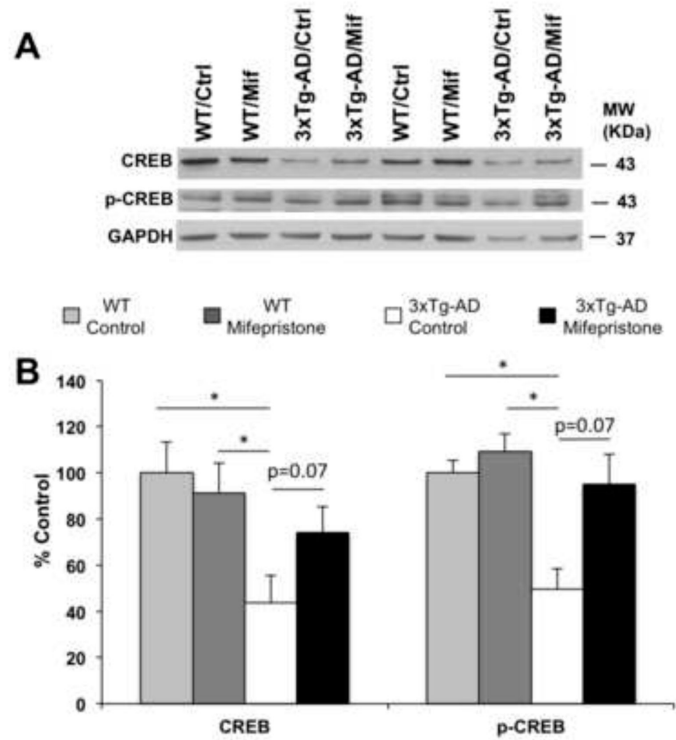 A
WT/Ctrl
WT/Mif
3xTg-AD/Ctrl
3xTg-AD/Mif
WT/Ctrl
WT/Mif
3xTg-AD/Ctrl
3xTg-AD/Mif
MW
(KDa)
CREB
— 43
p-CREB
— 43
GAPDH
— 37
WT
Control
WT
Mifepristone
3xTg-AD
Control
3xTg-AD
Mifepristone
B
% Control
140
120
100
80
60
40
20
0
*
*
p=0.07
*
*
p=0.07
CREB
p-CREB